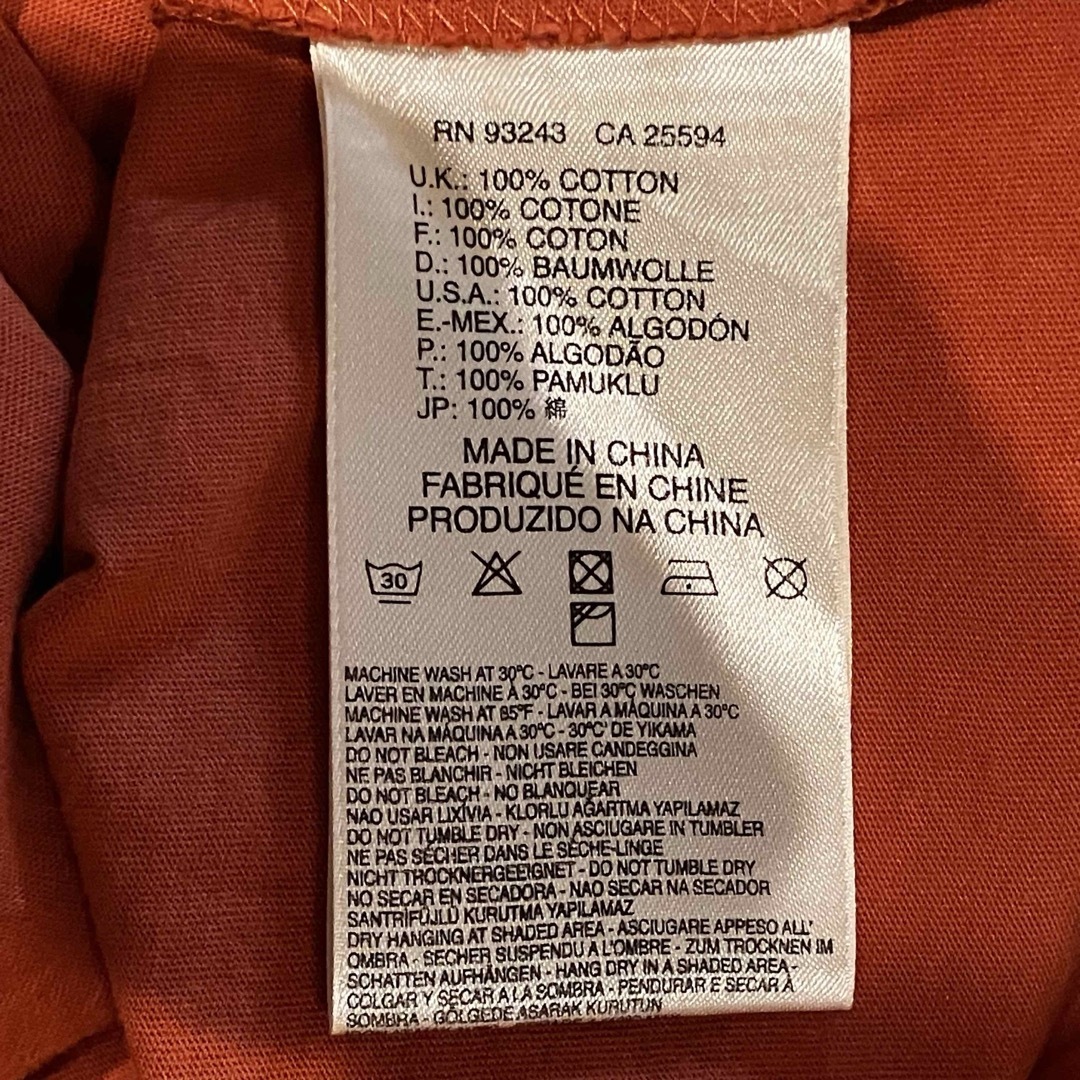 RN 93243 CA 25594
U.K.: 100% COTTON
I.: 100% COTONE
F.: 100% COTON
D.: 100% BAUMWOLLE
U.S.A.: 100% COTTON
E.-MEX.: 100% ALGODÓN
P.: 100% ALGODÃO
T.: 100% PAMUKLU
JP: 100% 綿
MADE IN CHINA
FABRIQUÉ EN CHINE
PRODUZIDO NA CHINA
30
MACHINE WASH AT 30°C - LAVARE A 30°C
LAVER EN MACHINE À 30°C - BEI 30°C WASCHEN
MACHINE WASH AT 85°F - LAVAR A MÁQUINA A 30°C
LAVAR NA MÁQUINA A 30°C - 30°C' DE YIKAMA
DO NOT BLEACH - NON USARE CANDEGGINA
NE PAS BLANCHIR - NICHT BLEICHEN
DO NOT BLEACH - NO BLANQUEAR
NAO USAR LIXÍVIA - KLORLU AĞARTMA YAPILAMAZ
DO NOT TUMBLE DRY - NON ASCIUGARE IN TUMBLER
NE PAS SÉCHER DANS LE SÈCHE-LINGE
NICHT TROCKNERGEEIGNET - DO NOT TUMBLE DRY
NO SECAR EN SECADORA - NAO SECAR NA SECADOR
SANTRİFÜJLÜ KURUTMA YAPILAMAZ
DRY HANGING AT SHADED AREA - ASCIUGARE APPESO ALL'
OMBRA - SECHER SUSPENDU A L'OMBRE - ZUM TROCKNEN IM
SCHATTEN AUFHÄNGEN - HANG DRY IN A SHADED AREA -
COLGAR Y SECAR A LA SOMBRA - PENDURAR E SECAR À
SOMBRA - GÖLGEDE ASARAK KURUTUN